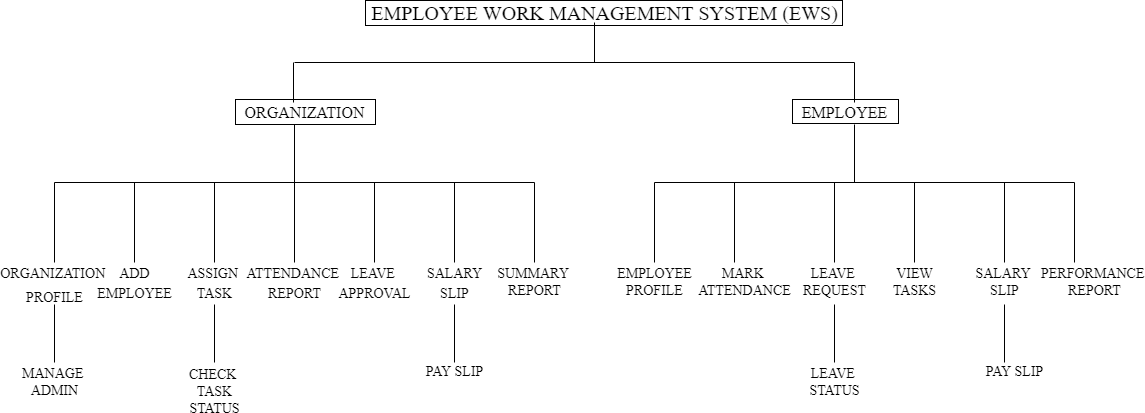 EMPLOYEE WORK MANAGEMENT SYSTEM (EWS)
ORGANIZATION
EMPLOYEE
ORGANIZATION
PROFILE
ADD
EMPLOYEE
ASSIGN
TASK
ATTENDANCE
REPORT
LEAVE
APPROVAL
SALARY
SLIP
SUMMARY
REPORT
EMPLOYEE
PROFILE
MARK
ATTENDANCE
LEAVE
REQUEST
VIEW
TASKS
SALARY
SLIP
PERFORMANCE
REPORT
MANAGE
ADMIN
CHECK
TASK
STATUS
PAY SLIP
LEAVE
STATUS
PAY SLIP